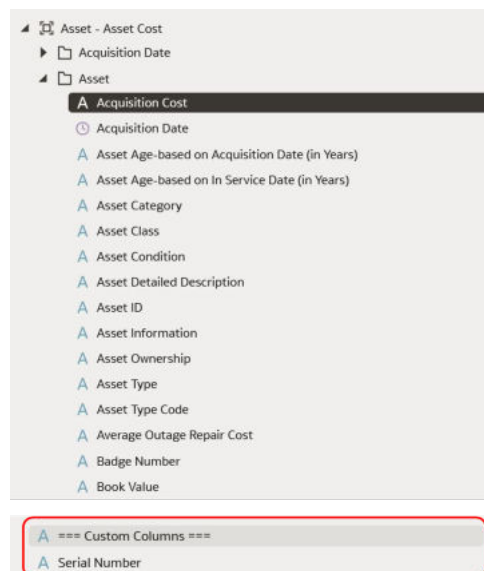 Asset - Asset Cost
Acquisition Date
Asset
Acquisition Cost
Acquisition Date
Asset Age-based on Acquisition Date (in Years)
Asset Age-based on In Service Date (in Years)
Asset Category
Asset Class
Asset Condition
Asset Detailed Description
Asset ID
Asset Information
Asset Ownership
Asset Type
Asset Type Code
Average Outage Repair Cost
Badge Number
Book Value
=== Custom Columns ===
Serial Number